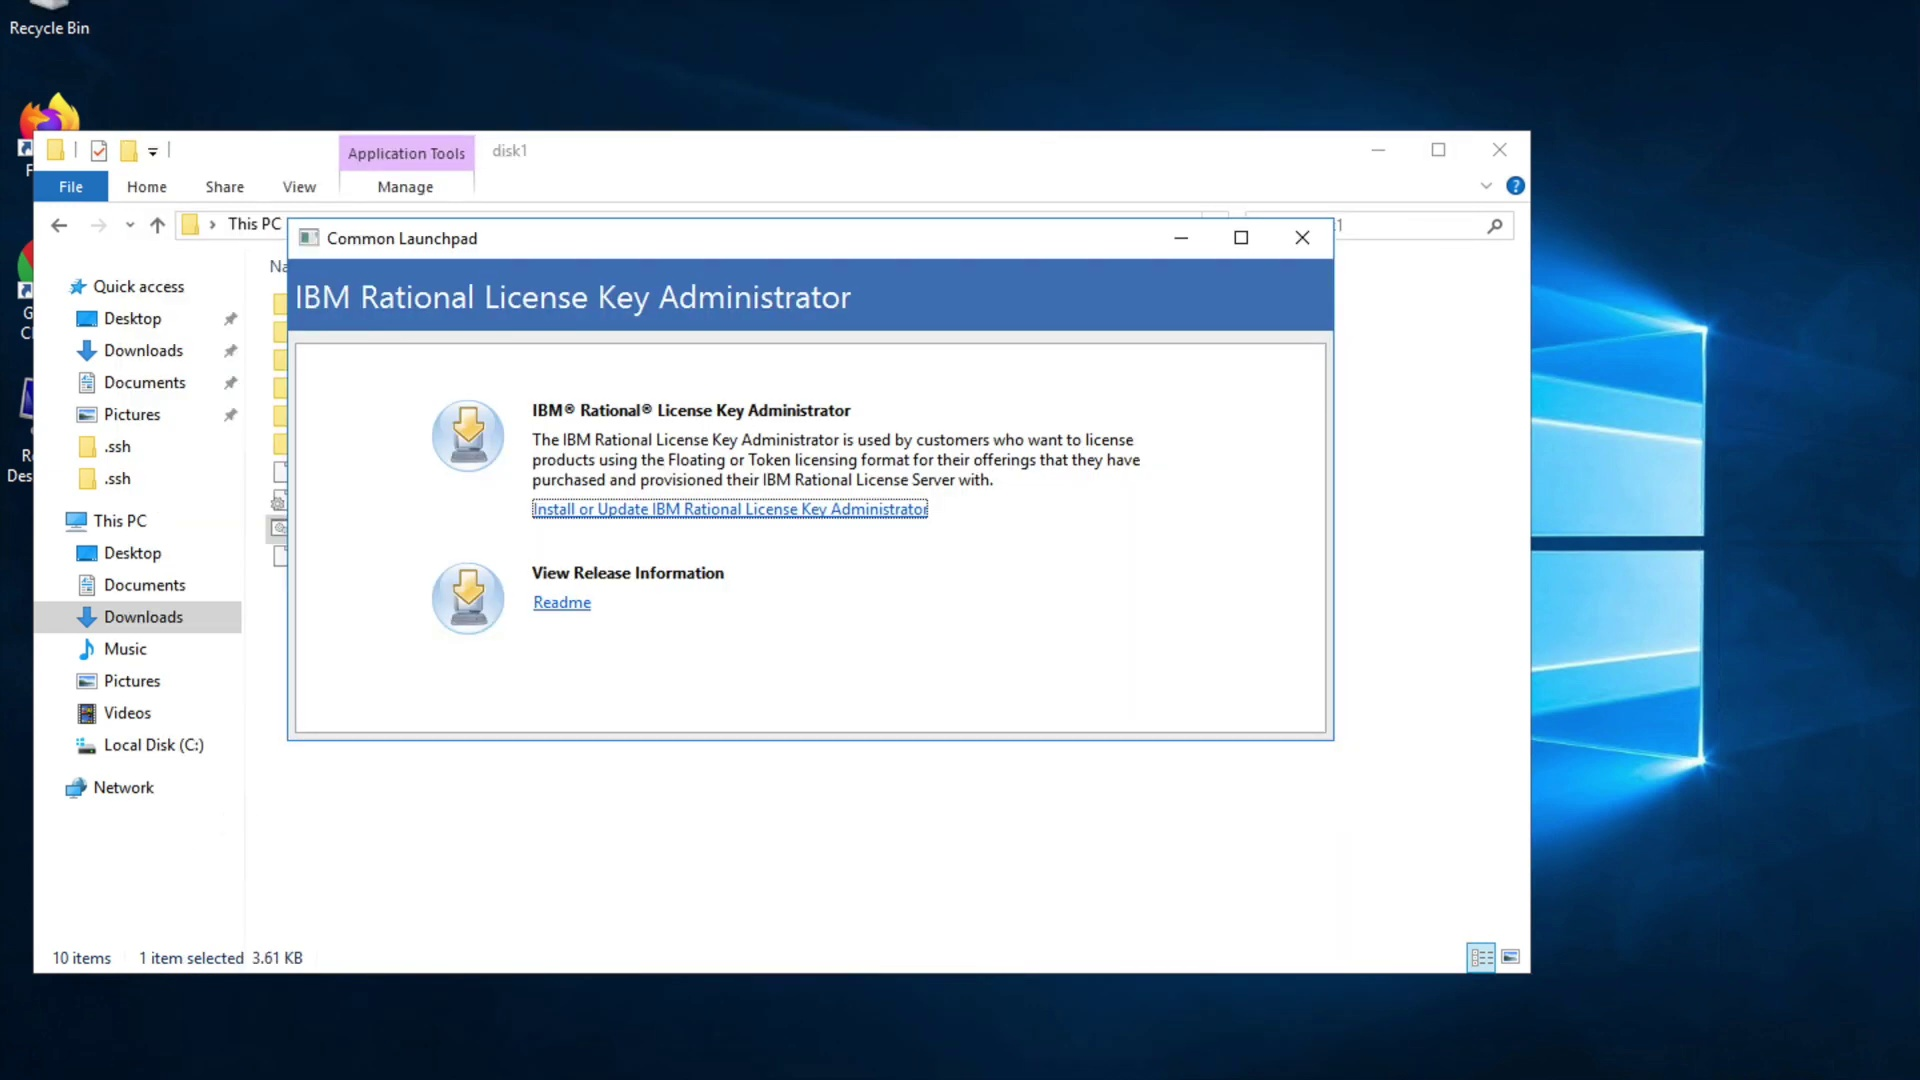 Recycle Bin
Application Tools
disk1
File
Home
Share
View
Manage
This PC
Common Launchpad
IBM Rational License Key Administrator
Quick access
Desktop
Downloads
Documents
Pictures
.ssh
.ssh
This PC
Desktop
Documents
Downloads
Music
Pictures
Videos
Local Disk (C:)
Network
IBM® Rational® License Key Administrator
The IBM Rational License Key Administrator is used by customers who want to license
products using the Floating or Token licensing format for their offerings that they have
purchased and provisioned their IBM Rational License Server with.
Install or Update IBM Rational License Key Administrator
View Release Information
Readme
10 items
1 item selected 3.61 KB